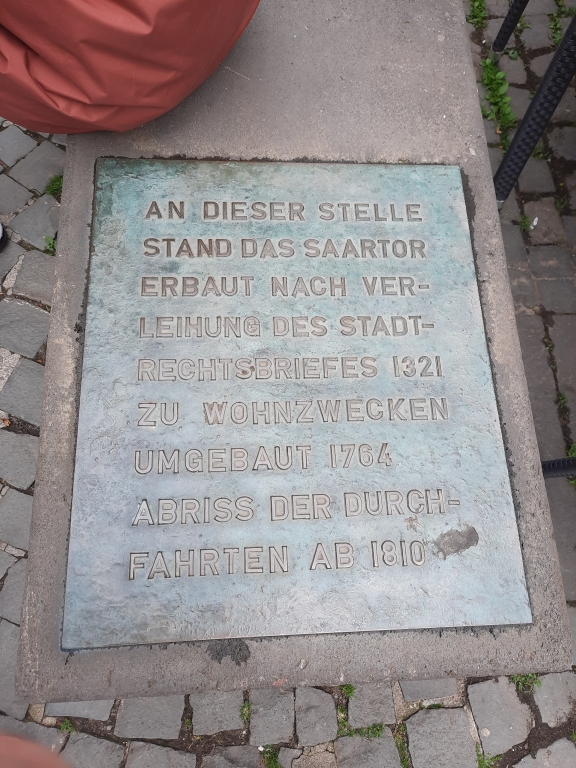 AN DIESER STELLE
STAND DAS SAARTOR
ERBAUT NACH VER-
LEIHUNG DES STADT-
RECHTSBRIEFES 1321
ZU WOHNZWECKEN
UMGEBAUT 1764
ABRISS DER DURCH-
FAHRTEN AB 1810